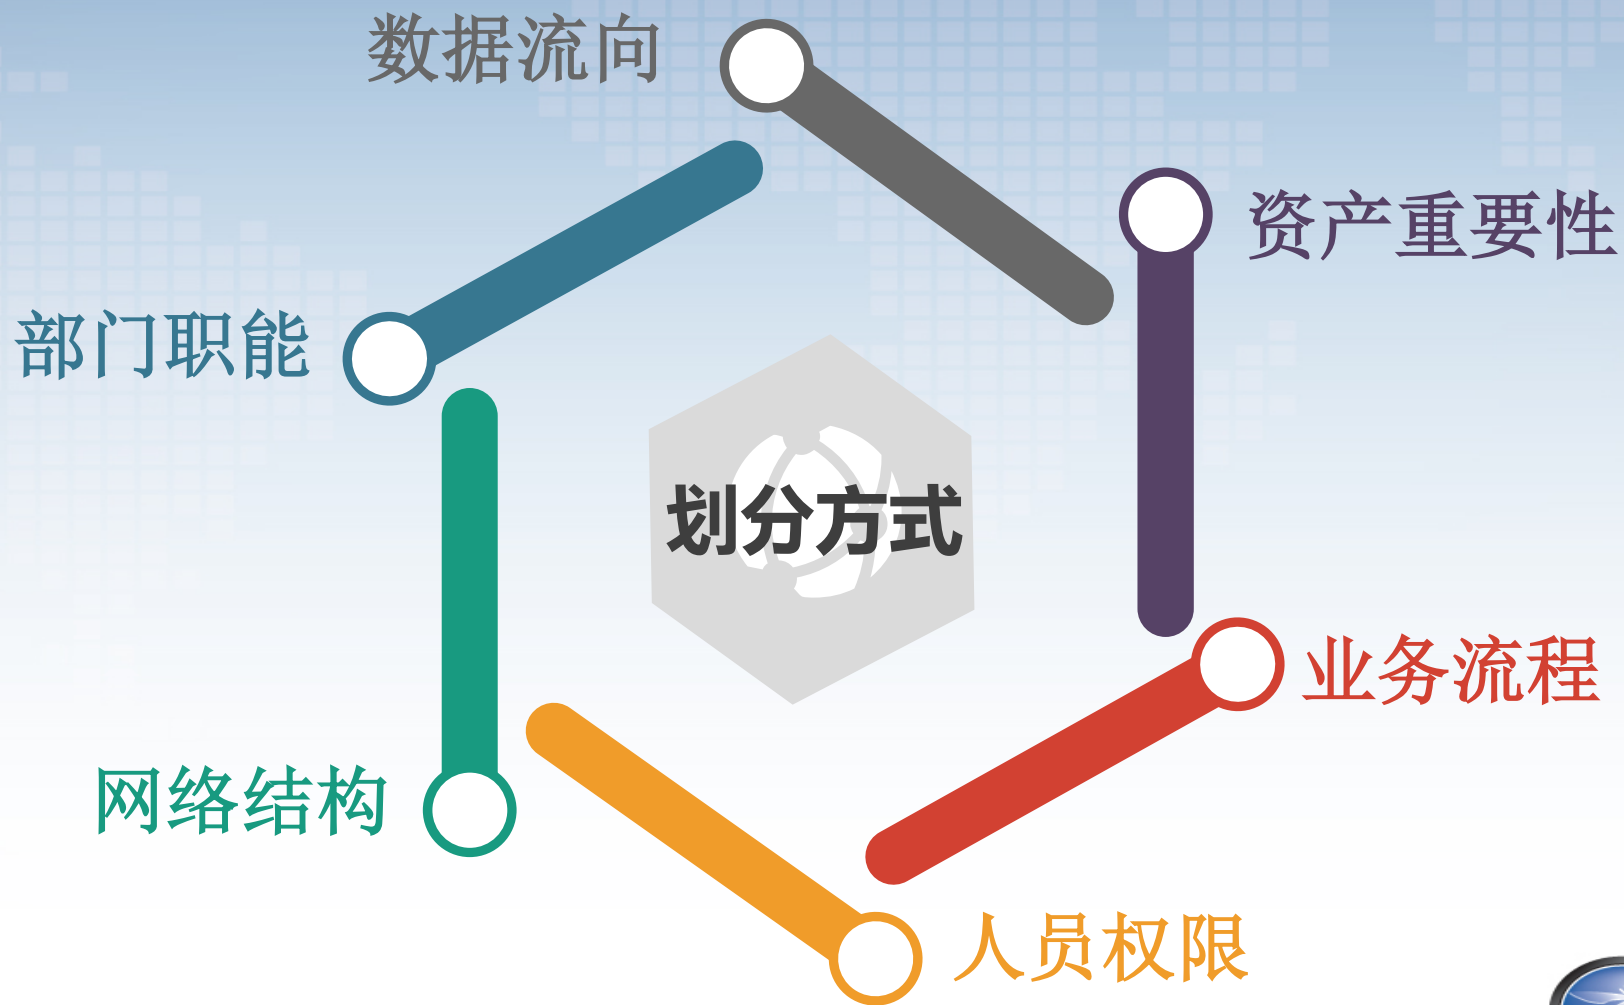 数据流向
资产重要性
部门职能
划分方式
业务流程
网络结构
人员权限